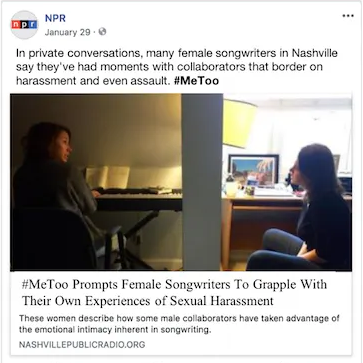 npr
NPR
January 29 ·
In private conversations, many female songwriters in Nashville
say they've had moments with collaborators that border on
harassment and even assault. #MeToo
#MeToo Prompts Female Songwriters To Grapple With
Their Own Experiences of Sexual Harassment
These women describe how some male collaborators have taken advantage of
the emotional intimacy inherent in songwriting.
NASHVILLEPUBLICRADIO.ORG